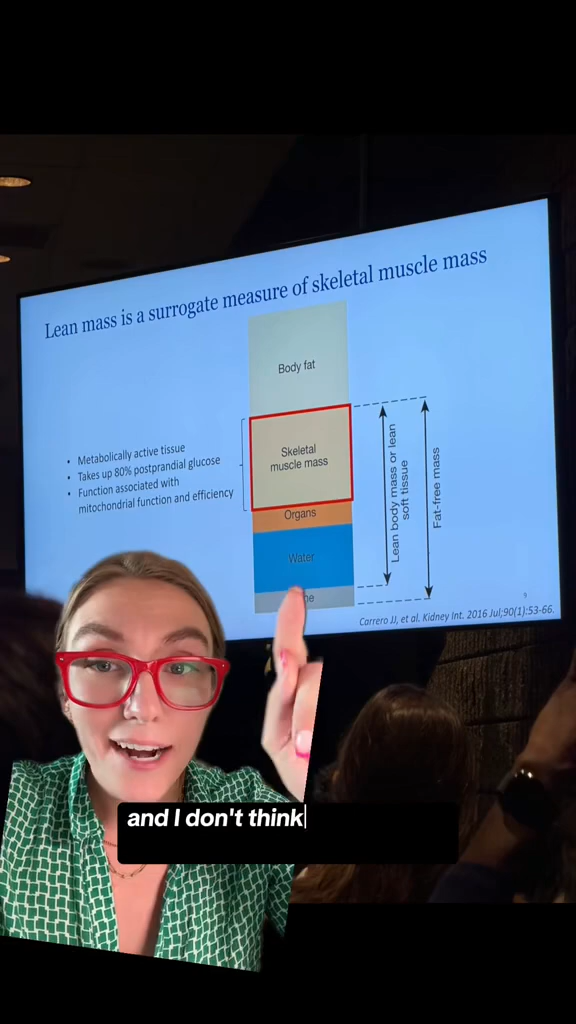 Lean mass is a surrogate measure of skeletal muscle mass
Body fat
• Metabolically active tissue
• Takes up 80% postprandial glucose
• Function associated with
mitochondrial function and efficiency
Skeletal
muscle mass
Organs
Water
Lean body mass or lean
soft tissue
Fat-free mass
9
Carrero JJ, et al. Kidney Int. 2016 Jul;90(1):53-66.
and I don't think